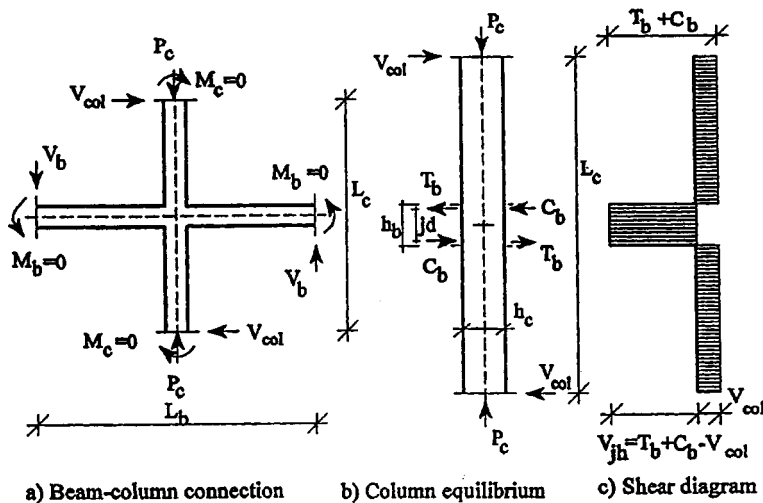 P_c
M_c=0
V_col
V_b
M_b=0
M_b=0
V_b
L_c
M_c=0
V_col
P_c
L_b
a) Beam-column connection
P_c
V_col
T_b
C_b
h_b
jd
C_b
T_b
h_c
L_c
V_col
P_c
b) Column equilibrium
T_b+C_b
V_col
V_jh=T_b+C_b-V_col
c) Shear diagram